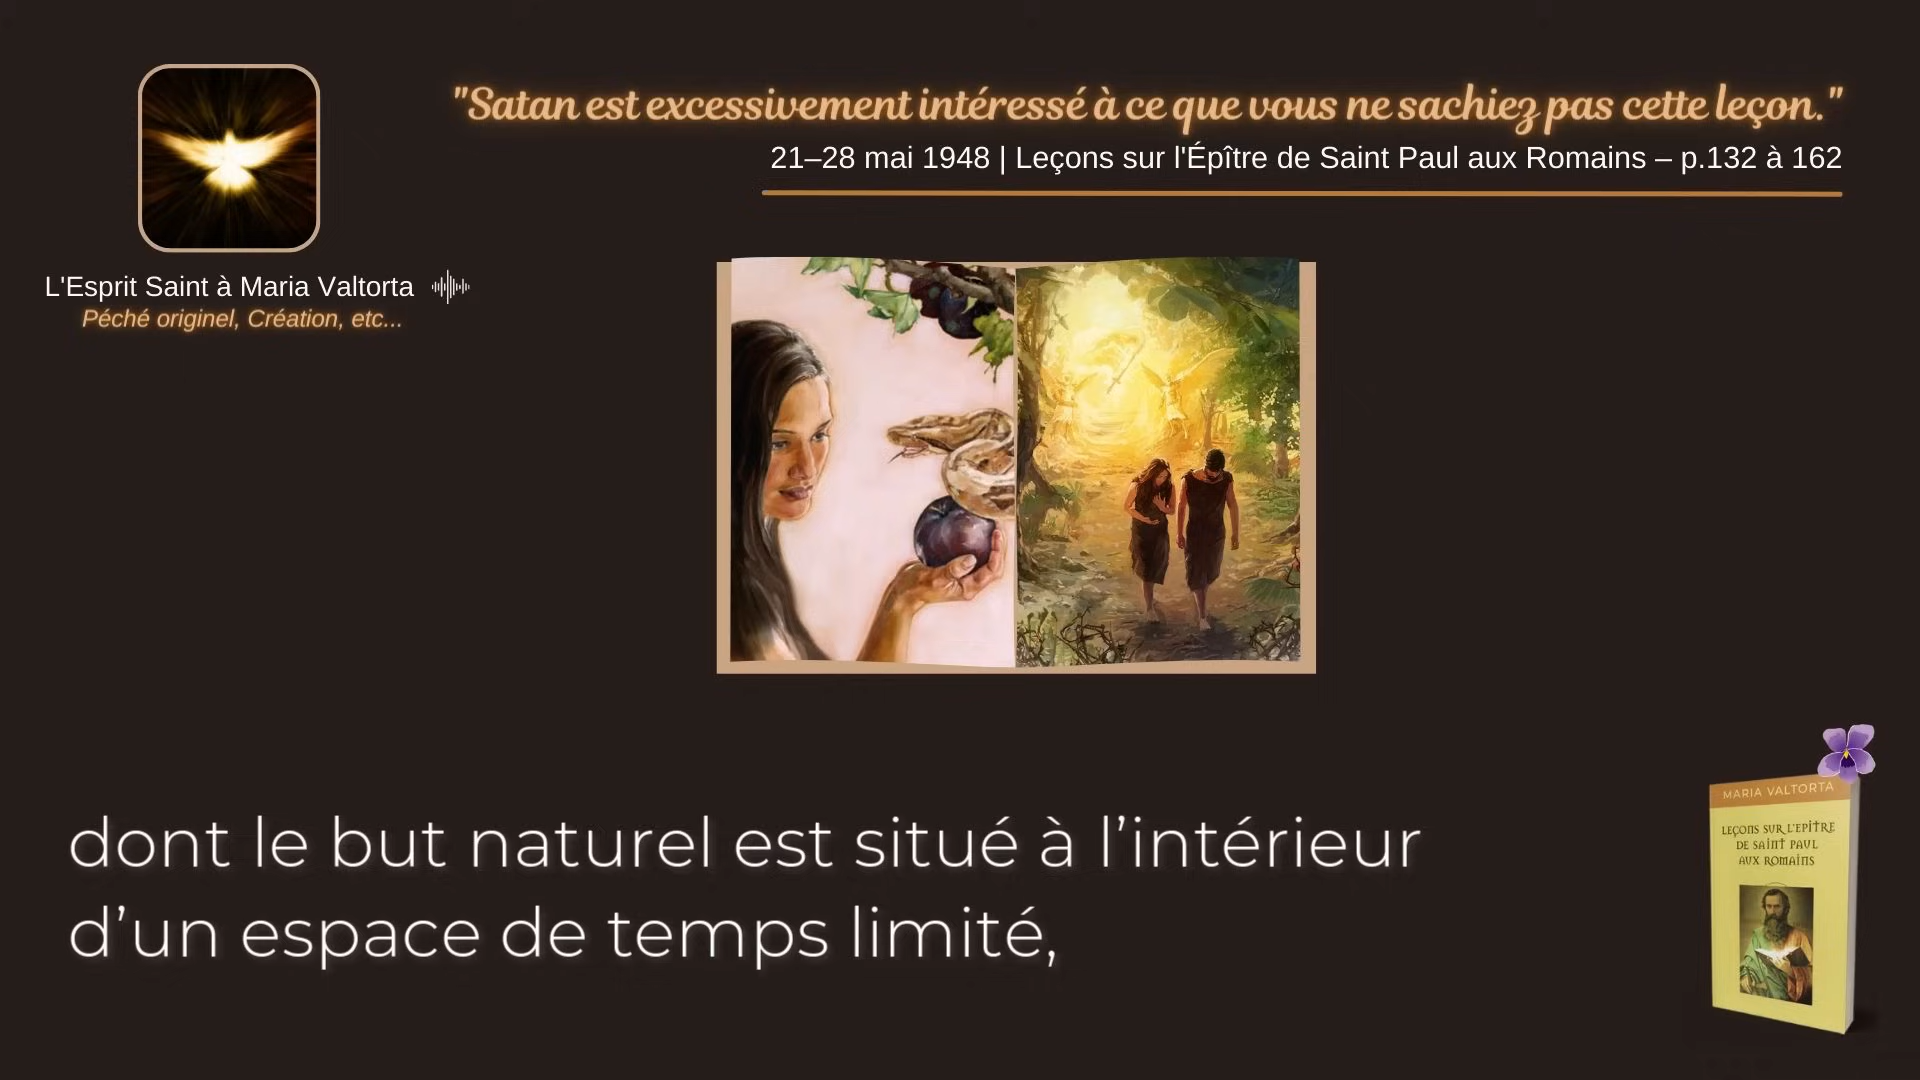 "Satan est excessivement intéressé à ce que vous ne sachiez pas cette leçon."
21–28 mai 1948 | Leçons sur l'Épître de Saint Paul aux Romains – p.132 à 162
L'Esprit Saint à Maria Valtorta
Péché originel, Création, etc...
dont le but naturel est situé à l’intérieur
d’un espace de temps limité,
MARIA VALTORTA
LEÇONS SUR L'EPÎTRE
DE SAINT PAUL
AUX ROMAINS